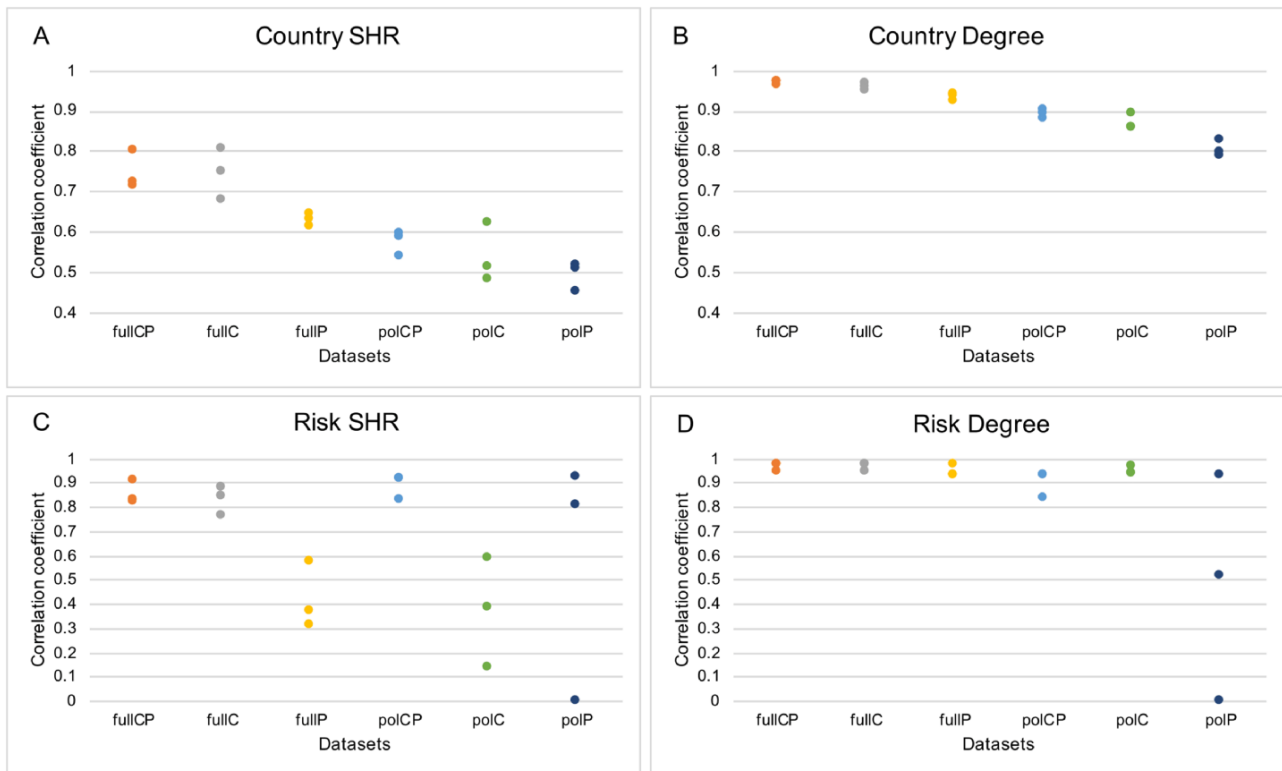 A Country SHR
Correlation coefficient
1
0.9
0.8
0.7
0.6
0.5
0.4
fullCP fullC fullP polCP polC polP
Datasets
B Country Degree
Correlation coefficient
1
0.9
0.8
0.7
0.6
0.5
0.4
fullCP fullC fullP polCP polC polP
Datasets
C Risk SHR
Correlation coefficient
1
0.9
0.8
0.7
0.6
0.5
0.4
0.3
0.2
0.1
0
fullCP fullC fullP polCP polC polP
Datasets
D Risk Degree
Correlation coefficient
1
0.9
0.8
0.7
0.6
0.5
0.4
0.3
0.2
0.1
0
fullCP fullC fullP polCP polC polP
Datasets